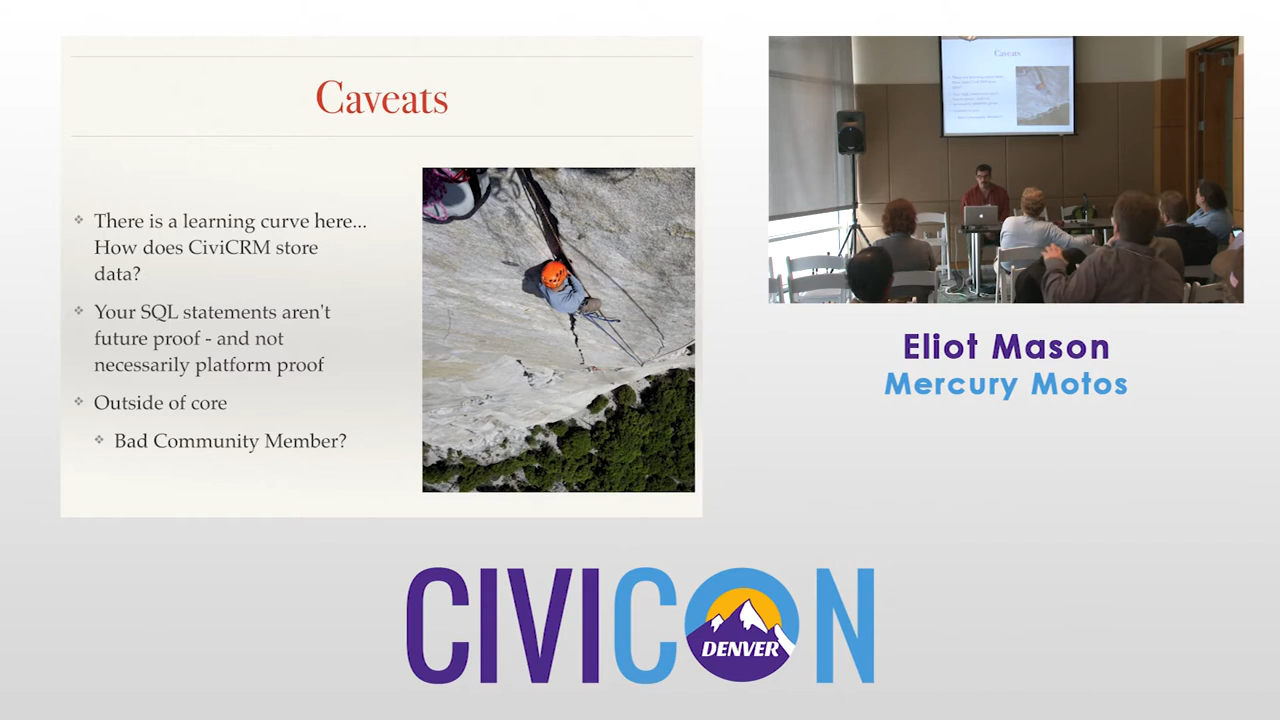 Caveats
❖ There is a learning curve here...
How does CiviCRM store
data?
❖ Your SQL statements aren't
future proof - and not
necessarily platform proof
❖ Outside of core
❖ Bad Community Member?
Caveats
Eliot Mason
Mercury Motos
CIVICON
DENVER